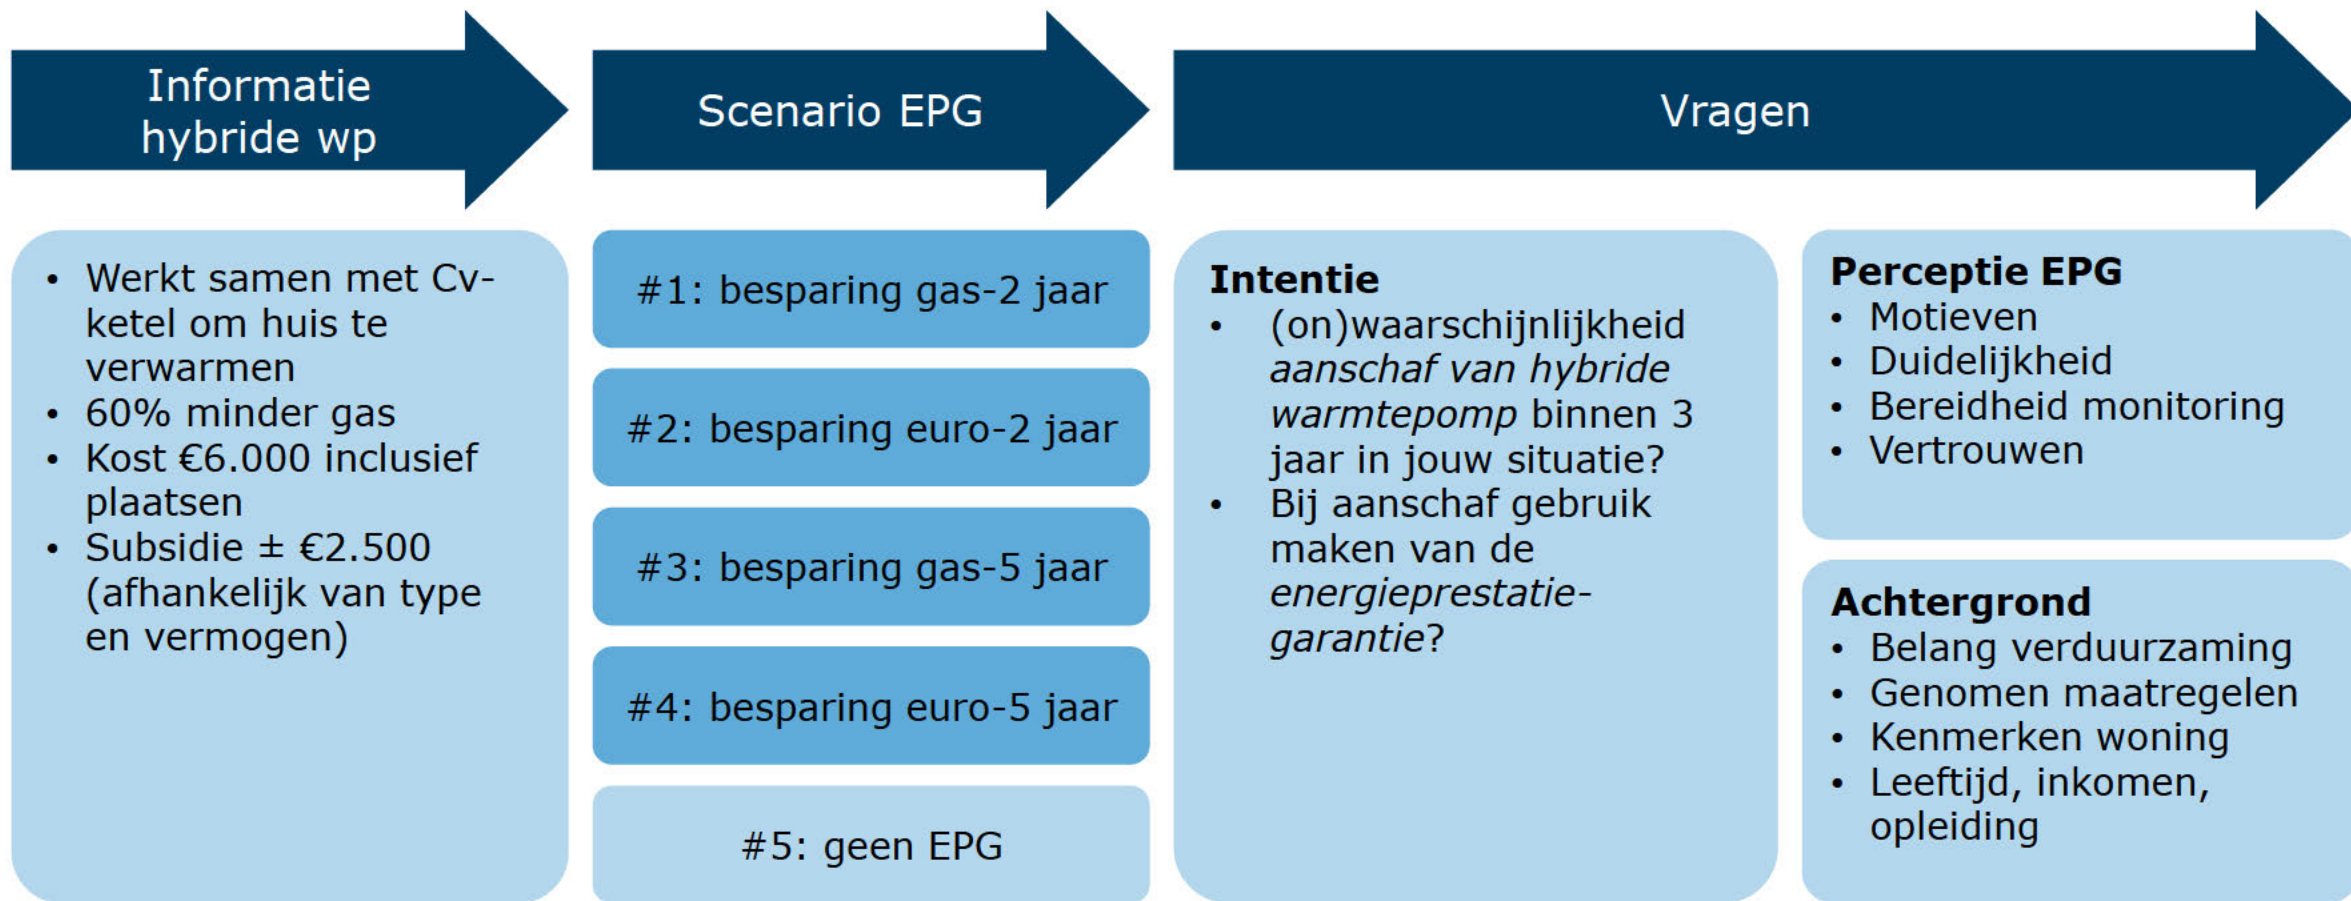 Informatie
hybride wp
Scenario EPG
Vragen
• Werkt samen met Cv-
ketel om huis te
verwarmen
• 60% minder gas
• Kost €6.000 inclusief
plaatsen
• Subsidie ± €2.500
(afhankelijk van type
en vermogen)
#1: besparing gas-2 jaar
#2: besparing euro-2 jaar
#3: besparing gas-5 jaar
#4: besparing euro-5 jaar
#5: geen EPG
Intentie
• (on)waarschijnlijkheid
aanschaf van hybride
warmtepomp binnen 3
jaar in jouw situatie?
• Bij aanschaf gebruik
maken van de
energieprestatie-
garantie?
Perceptie EPG
• Motieven
• Duidelijkheid
• Bereidheid monitoring
• Vertrouwen
Achtergrond
• Belang verduurzaming
• Genomen maatregelen
• Kenmerken woning
• Leeftijd, inkomen,
opleiding